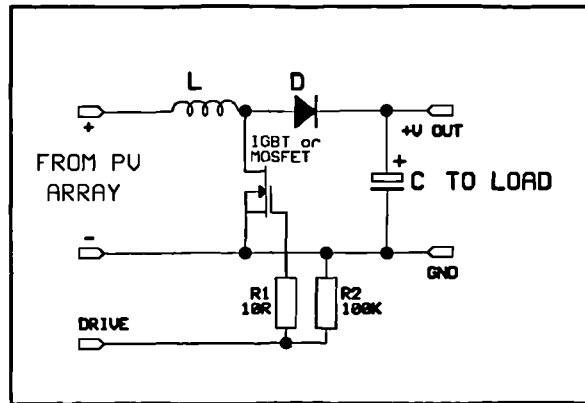 L
D
+
+V OUT
IGBT or
MOSFET
FROM PV
ARRAY
+
C TO LOAD
-
GND
R1
10R
R2
100K
DRIVE